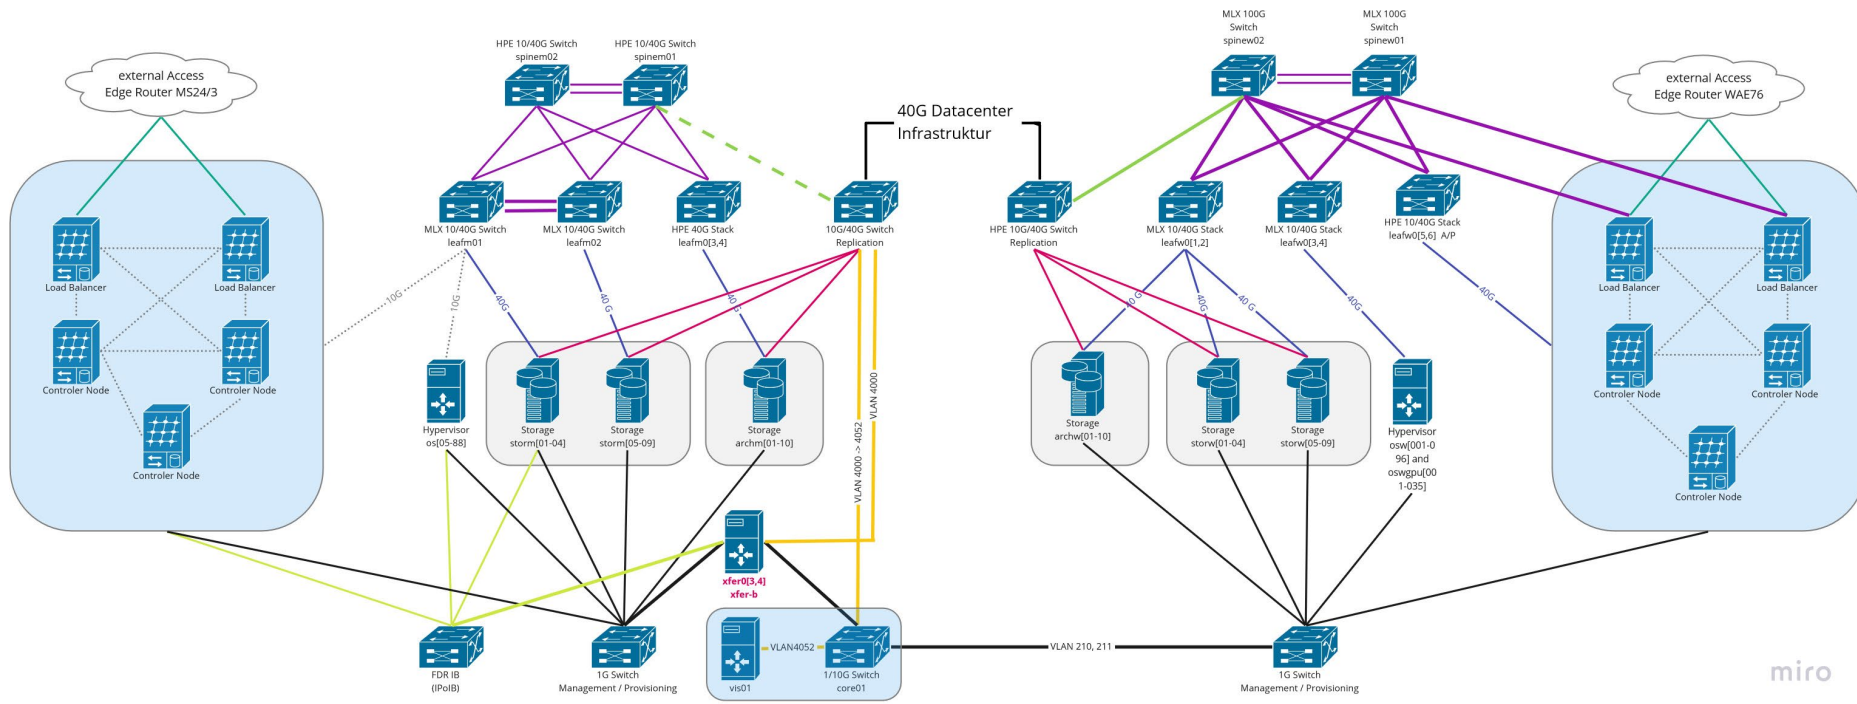 MLX 100G
Switch
spinew02
MLX 100G
Switch
spinew01
HPE 10/40G Switch
spinem02
HPE 10/40G Switch
spinem01
external Access
Edge Router MS24/3
external Access
Edge Router WAE76
40G Datacenter
Infrastruktur
MLX 10/40G Switch
leafm01
MLX 10/40G Switch
leafm02
HPE 40G Stack
leafm0[3,4]
10G/40G Switch
Replication
HPE 10G/40G Switch
Replication
MLX 10/40G Stack
leafw0[1,2]
MLX 10/40G Stack
leafw0[3,4]
HPE 10/40G Stack
leafw0[5,6] A/P
Load Balancer
Load Balancer
Load Balancer
Load Balancer
10G
10G
40G
40 G
40 G
40 G
40G
40 G
40G
40G
Controler Node
Controler Node
Controler Node
Controler Node
Controler Node
Controler Node
Hypervisor
os[05-88]
Storage
storm[01-04]
Storage
storm[05-09]
Storage
archm[01-10]
VLAN 4000 -> 4052
VLAN 4000
Storage
archw[01-10]
Storage
storw[01-04]
Storage
storw[05-09]
Hypervisor
osw[001-0
96] and
oswgpu[00
1-035]
xfer0[3,4]
xfer-b
FDR IB
(IPoIB)
1G Switch
Management / Provisioning
vis01
VLAN4052
1/10G Switch
core01
VLAN 210, 211
1G Switch
Management / Provisioning
miro